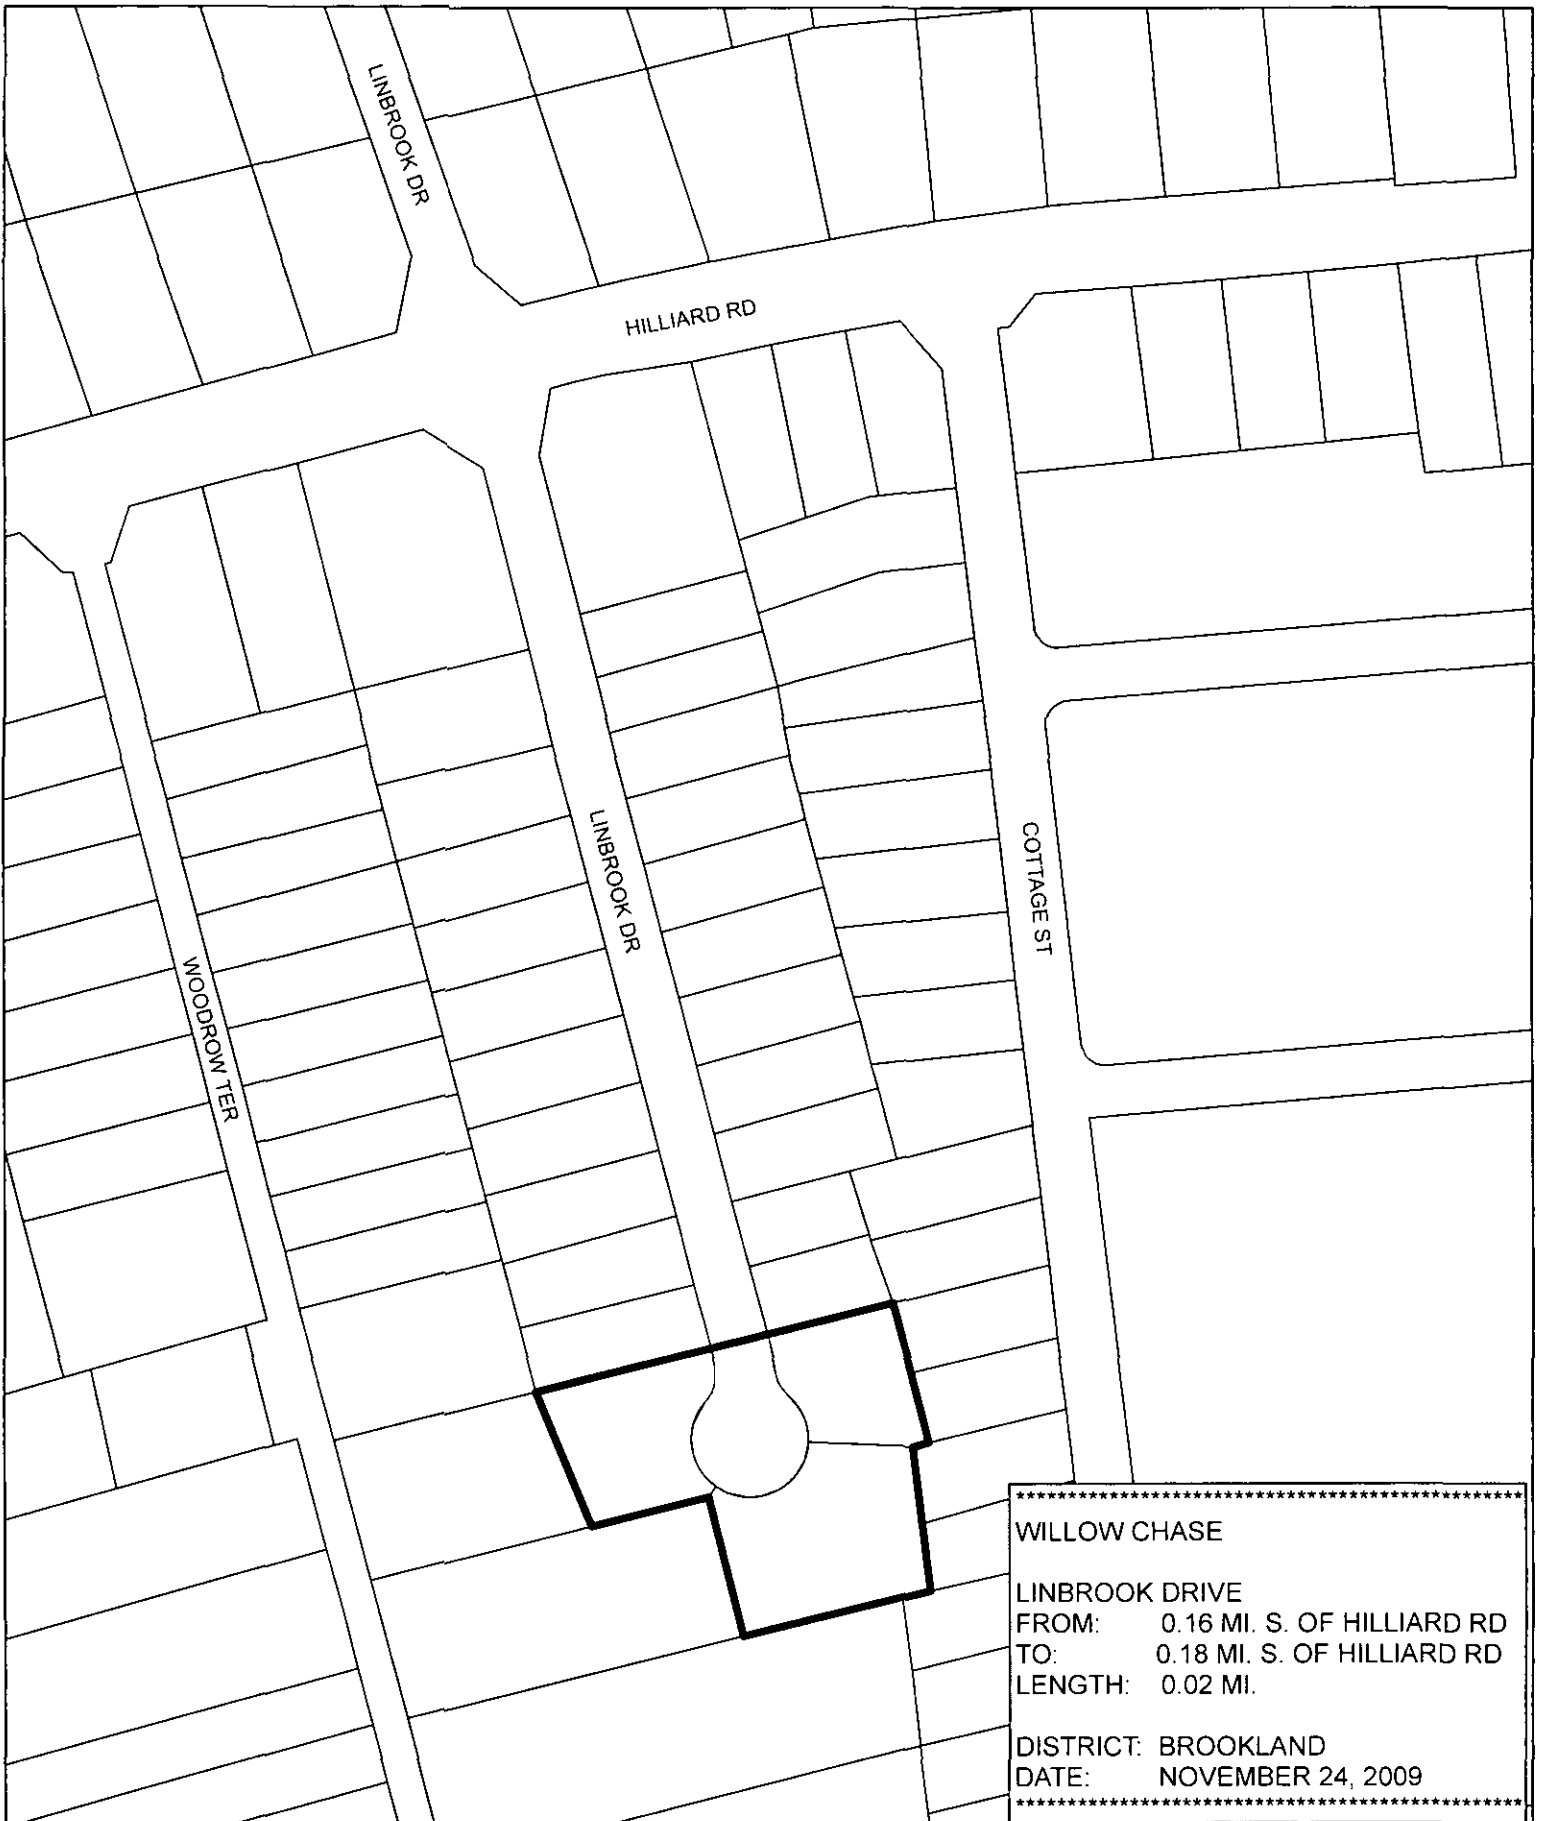 LINBROOK DR
HILLIARD RD
LINBROOK DR
COTTAGE ST
WOODROW TER
WILLOW CHASE
LINBROOK DRIVE
FROM: 0.16 MI. S. OF HILLIARD RD
TO: 0.18 MI. S. OF HILLIARD RD
LENGTH: 0.02 MI.
DISTRICT: BROOKLAND
DATE: NOVEMBER 24, 2009